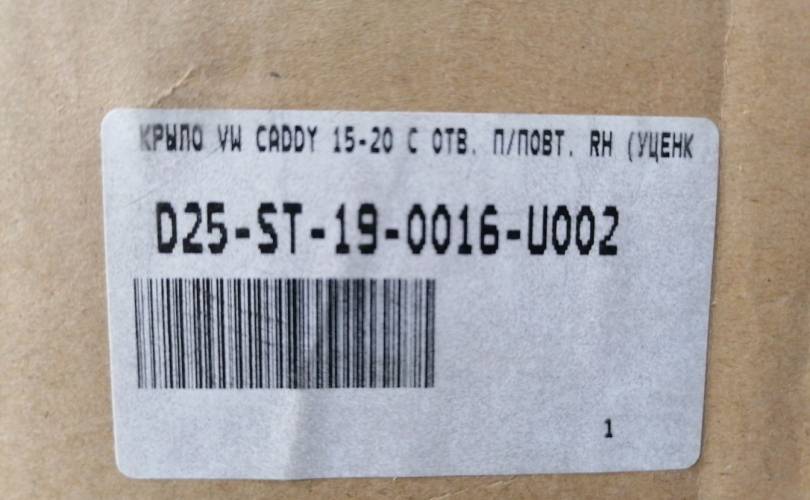 КРЫЛО VW CADDY 15-20 С ОТВ. П/ПОВТ. RH (УЦЕНК
D25-ST-19-0016-U002
1